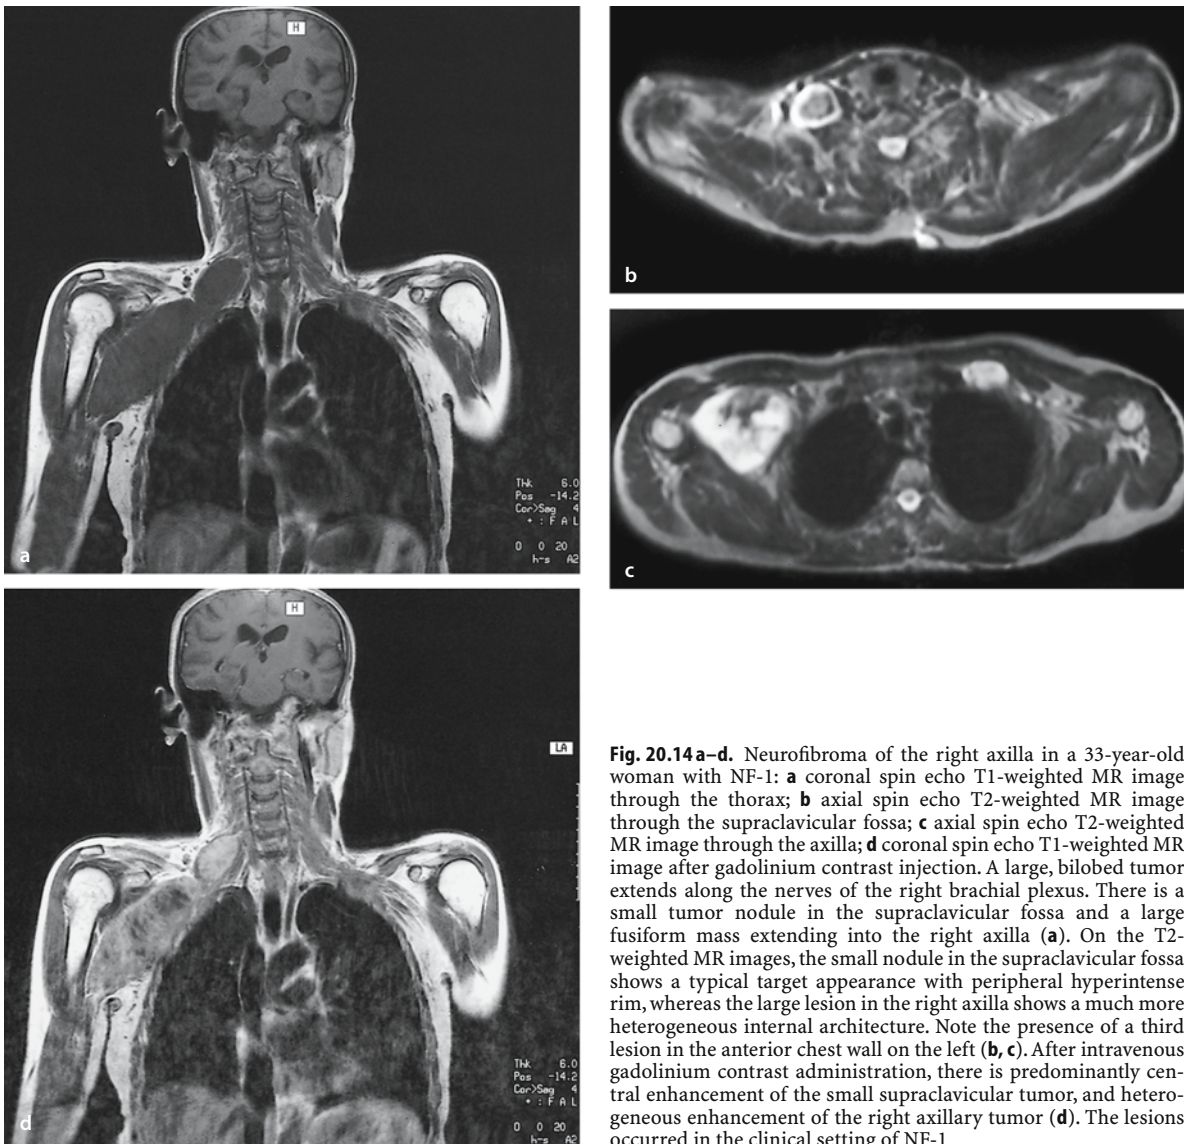 H
Thk 6.0
Pos -14.2
Cor>Sag 4
+ : F A L
0 0 20
h-s A2
a
b
c
H
LA
Thk 6.0
Pos -14.2
Cor>Sag 4
+ : F A L
0 0 20
h-s A2
d
Fig. 20.14 a–d. Neurofibroma of the right axilla in a 33-year-old
woman with NF-1: a coronal spin echo T1-weighted MR image
through the thorax; b axial spin echo T2-weighted MR image
through the supraclavicular fossa; c axial spin echo T2-weighted
MR image through the axilla; d coronal spin echo T1-weighted MR
image after gadolinium contrast injection. A large, bilobed tumor
extends along the nerves of the right brachial plexus. There is a
small tumor nodule in the supraclavicular fossa and a large
fusiform mass extending into the right axilla (a). On the T2-
weighted MR images, the small nodule in the supraclavicular fossa
shows a typical target appearance with peripheral hyperintense
rim, whereas the large lesion in the right axilla shows a much more
heterogeneous internal architecture. Note the presence of a third
lesion in the anterior chest wall on the left (b, c). After intravenous
gadolinium contrast administration, there is predominantly cen-
tral enhancement of the small supraclavicular tumor, and hetero-
geneous enhancement of the right axillary tumor (d). The lesions
occurred in the clinical setting of NF-1